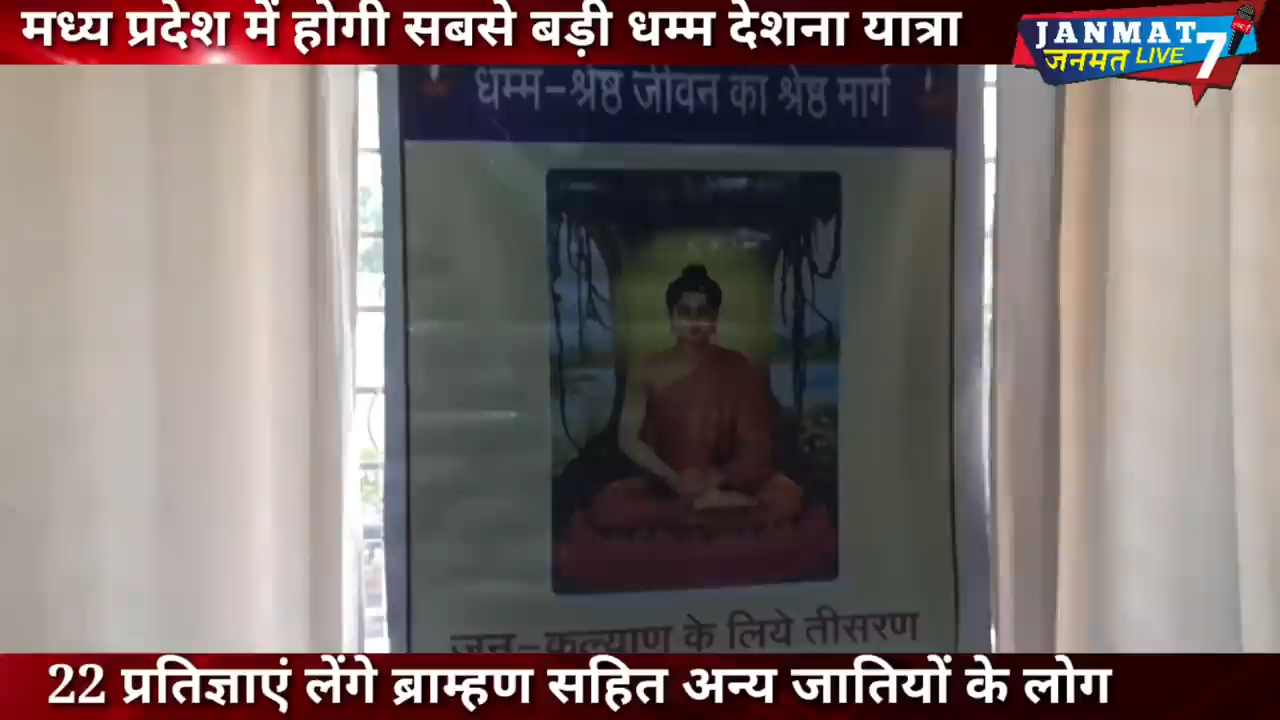 मध्य प्रदेश में होगी सबसे बड़ी धम्म देशना यात्रा
JANMAT
जनमत LIVE 7
धम्म-श्रेष्ठ जीवन का श्रेष्ठ मार्ग
जन-कल्याण के लिये तीसरण
22 प्रतिज्ञाएं लेंगे ब्राम्हण सहित अन्य जातियों के लोग